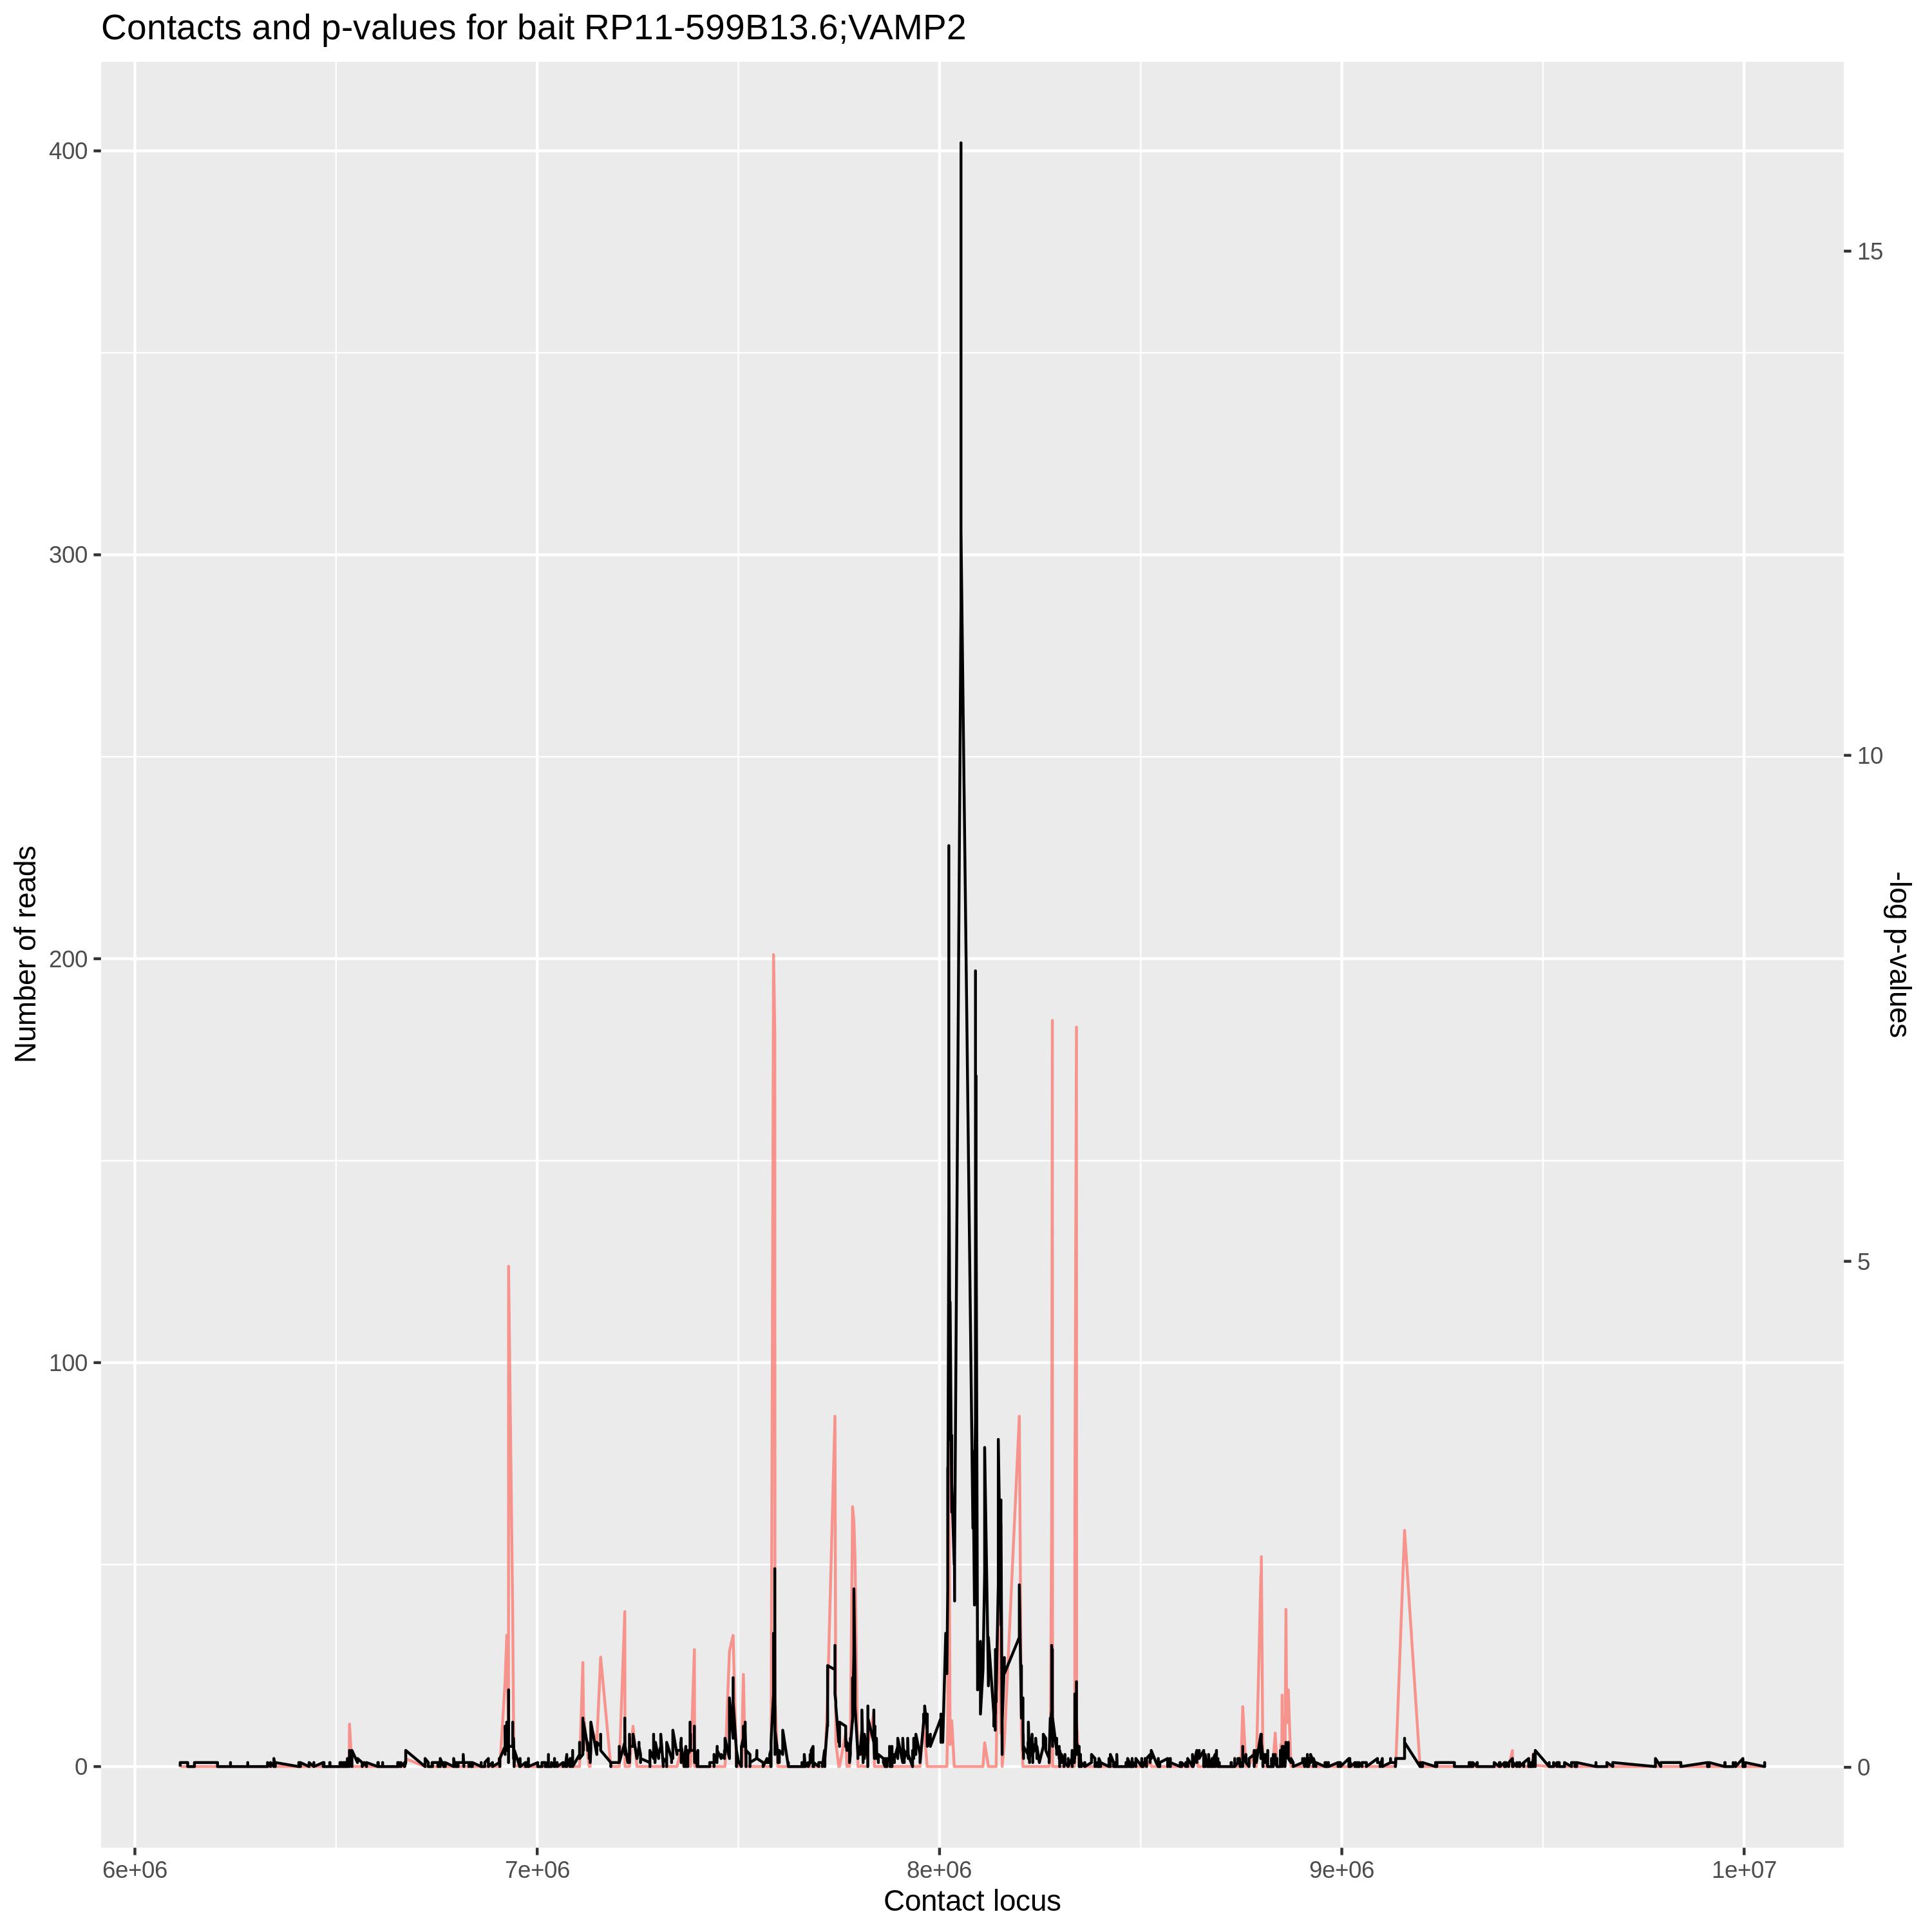 Contacts and p-values for bait RP11-599B13.6;VAMP2
400
300
200
100
0
Number of reads
15
10
5
0
-log p-values
6e+06
7e+06
8e+06
9e+06
1e+07
Contact locus